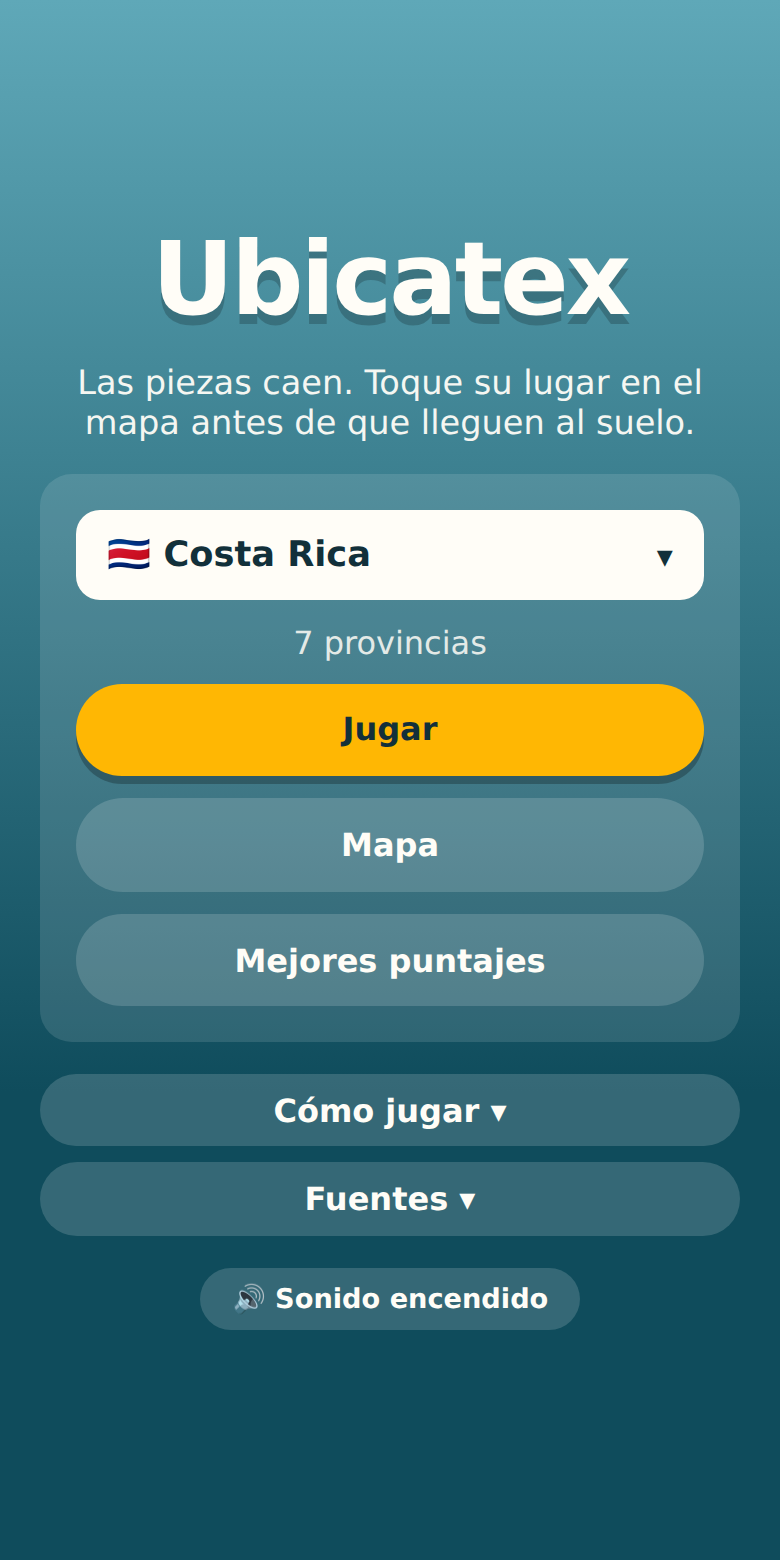 Ubicatex
Las piezas caen. Toque su lugar en el
mapa antes de que lleguen al suelo.
🇨🇷 Costa Rica ▼
7 provincias
Jugar
Mapa
Mejores puntajes
Cómo jugar ▼
Fuentes ▼
🔊 Sonido encendido